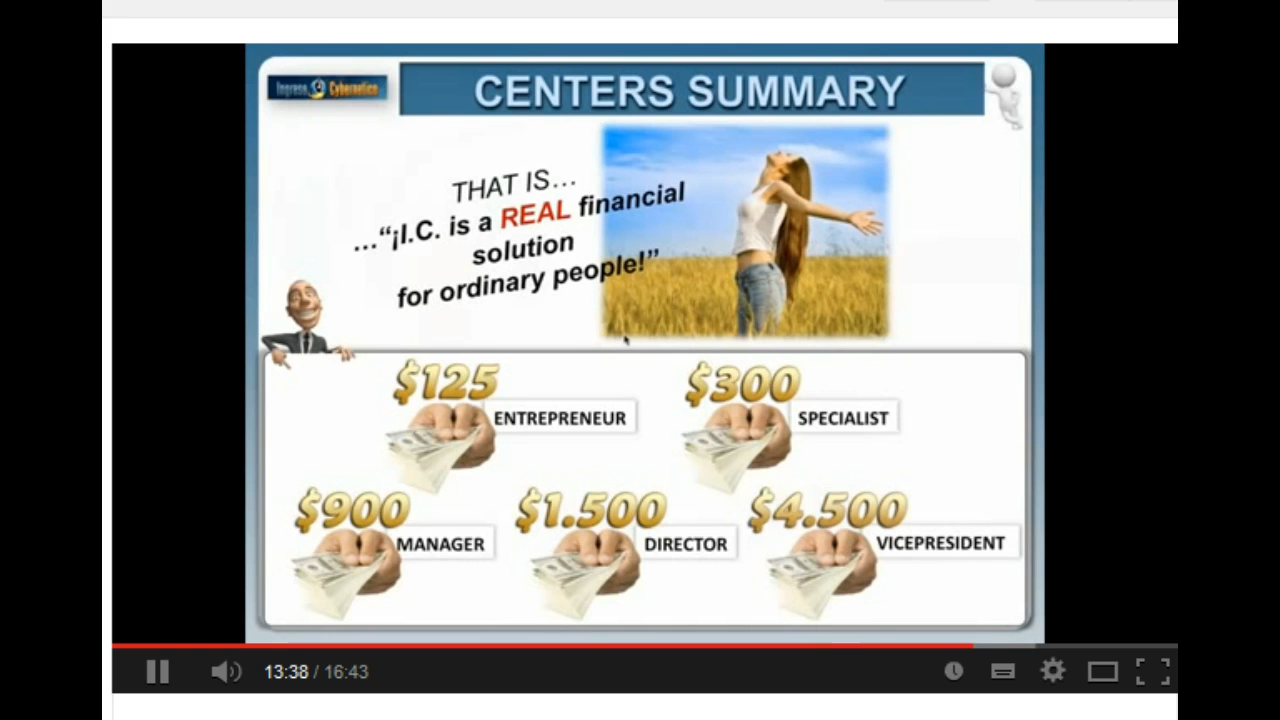 Ingreso Cybernetico
CENTERS SUMMARY
THAT IS...
..."¡I.C. is a REAL financial
solution
for ordinary people!"
$125
ENTREPRENEUR
$300
SPECIALIST
$900
MANAGER
$1.500
DIRECTOR
$4.500
VICEPRESIDENT
13:38 / 16:43